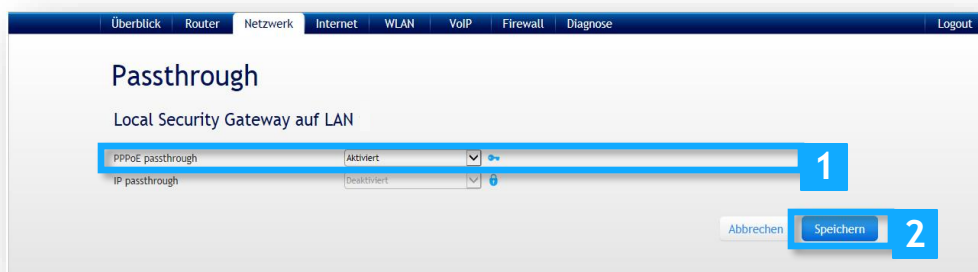 Überblick Router Netzwerk Internet WLAN VoIP Firewall Diagnose Logout
Passthrough
Local Security Gateway auf LAN
PPPoE passthrough Aktiviert 1
IP passthrough Deaktiviert
Abbrechen Speichern 2